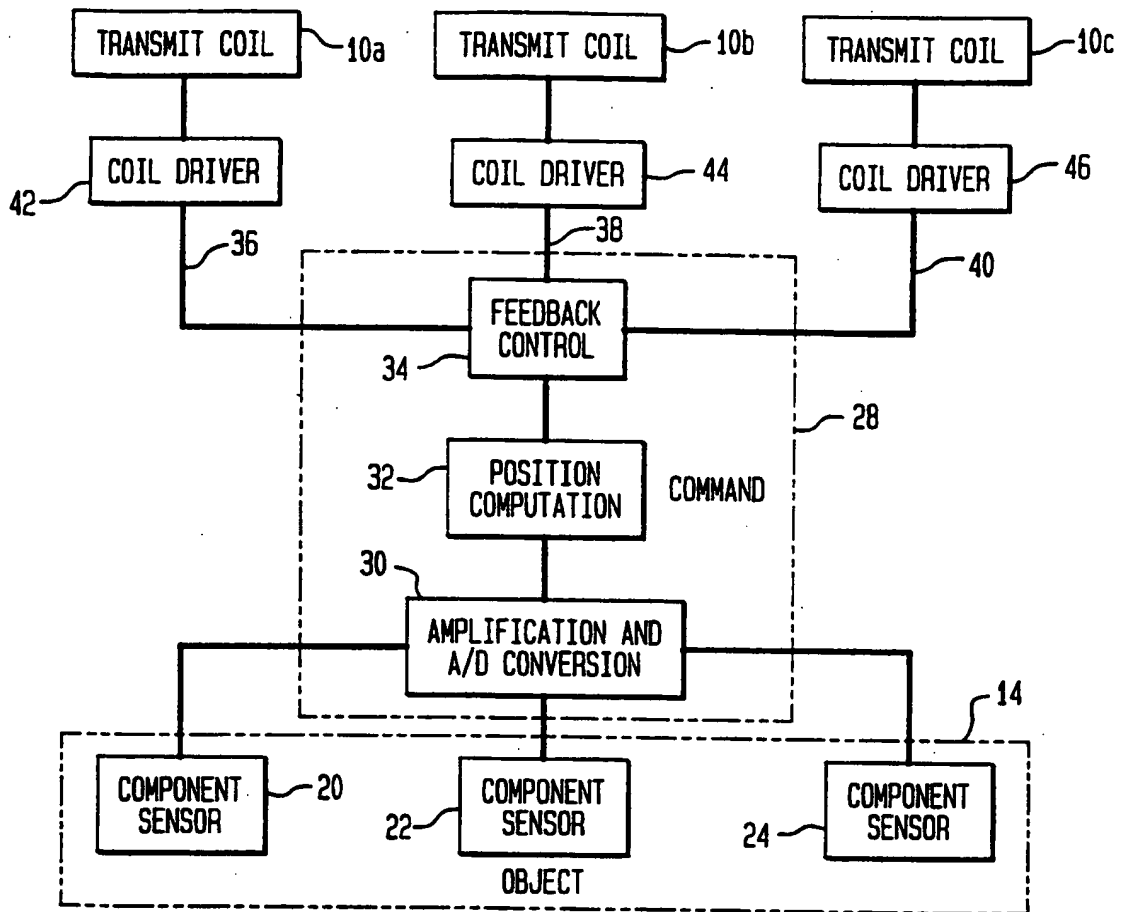 TRANSMIT COIL
10a
TRANSMIT COIL
10b
TRANSMIT COIL
10c
COIL DRIVER
42
COIL DRIVER
44
COIL DRIVER
46
36
38
40
FEEDBACK
CONTROL
34
28
32
POSITION
COMPUTATION
COMMAND
30
AMPLIFICATION AND
A/D CONVERSION
14
COMPONENT
SENSOR
20
22
COMPONENT
SENSOR
24
COMPONENT
SENSOR
OBJECT